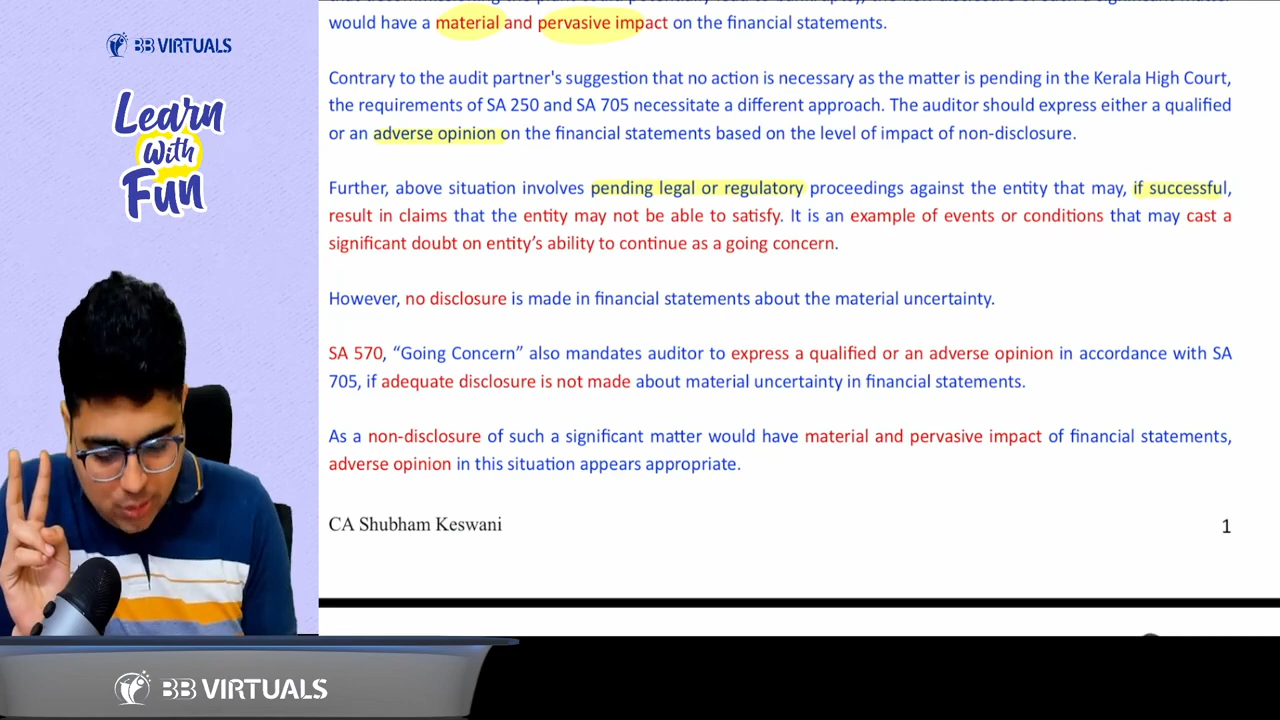 BB VIRTUALS
Learn
With
Fun
would have a material and pervasive impact on the financial statements.
Contrary to the audit partner's suggestion that no action is necessary as the matter is pending in the Kerala High Court,
the requirements of SA 250 and SA 705 necessitate a different approach. The auditor should express either a qualified
or an adverse opinion on the financial statements based on the level of impact of non-disclosure.
Further, above situation involves pending legal or regulatory proceedings against the entity that may, if successful,
result in claims that the entity may not be able to satisfy. It is an example of events or conditions that may cast a
significant doubt on entity’s ability to continue as a going concern.
However, no disclosure is made in financial statements about the material uncertainty.
SA 570, “Going Concern” also mandates auditor to express a qualified or an adverse opinion in accordance with SA
705, if adequate disclosure is not made about material uncertainty in financial statements.
As a non-disclosure of such a significant matter would have material and pervasive impact of financial statements,
adverse opinion in this situation appears appropriate.
CA Shubham Keswani
1
BB VIRTUALS